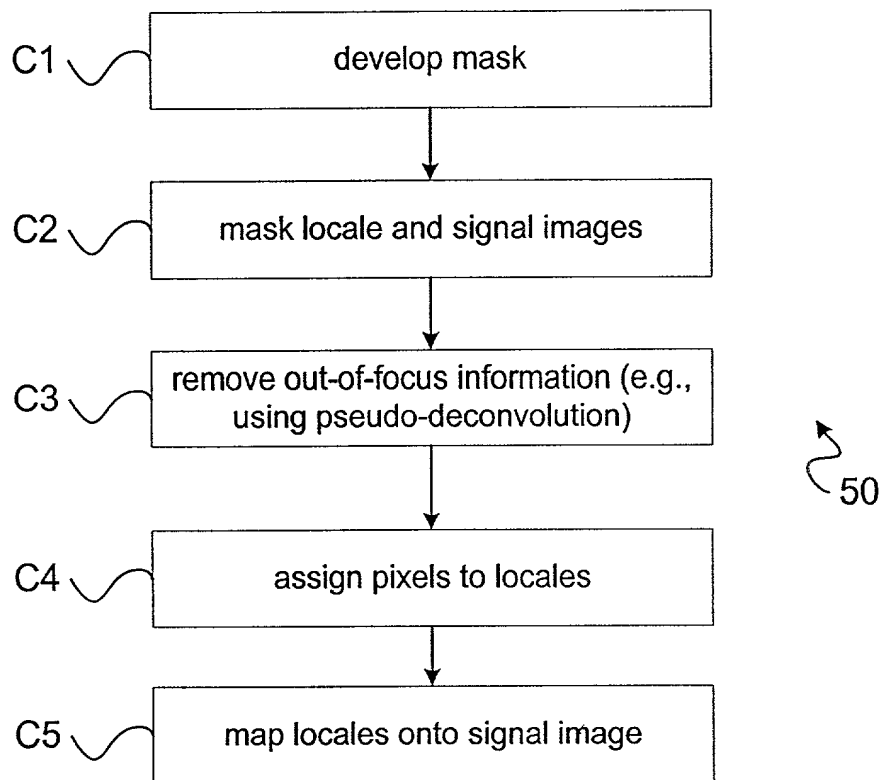 C1
develop mask
C2
mask locale and signal images
C3
remove out-of-focus information (e.g.,
using pseudo-deconvolution)
50
C4
assign pixels to locales
C5
map locales onto signal image